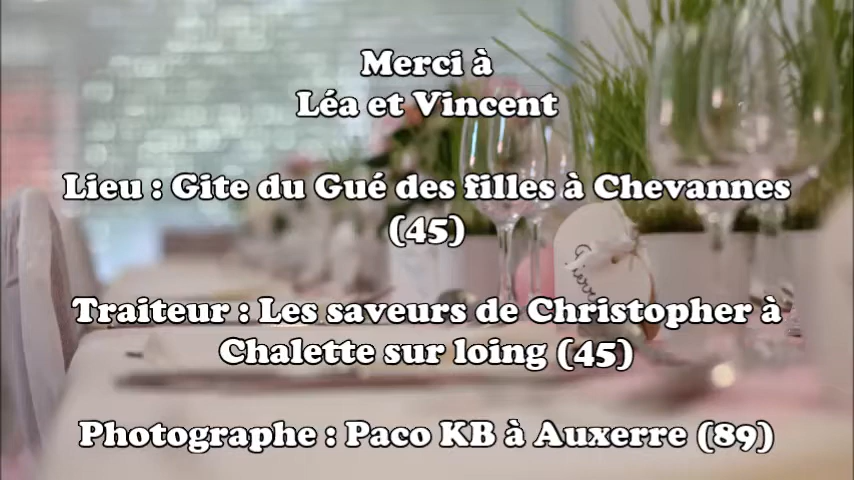 Merci à
Léa et Vincent
Lieu : Gite du Gué des filles à Chevannes
(45)
Traiteur : Les saveurs de Christopher à
Chalette sur loing (45)
Photographe : Paco KB à Auxerre (89)
Pierre